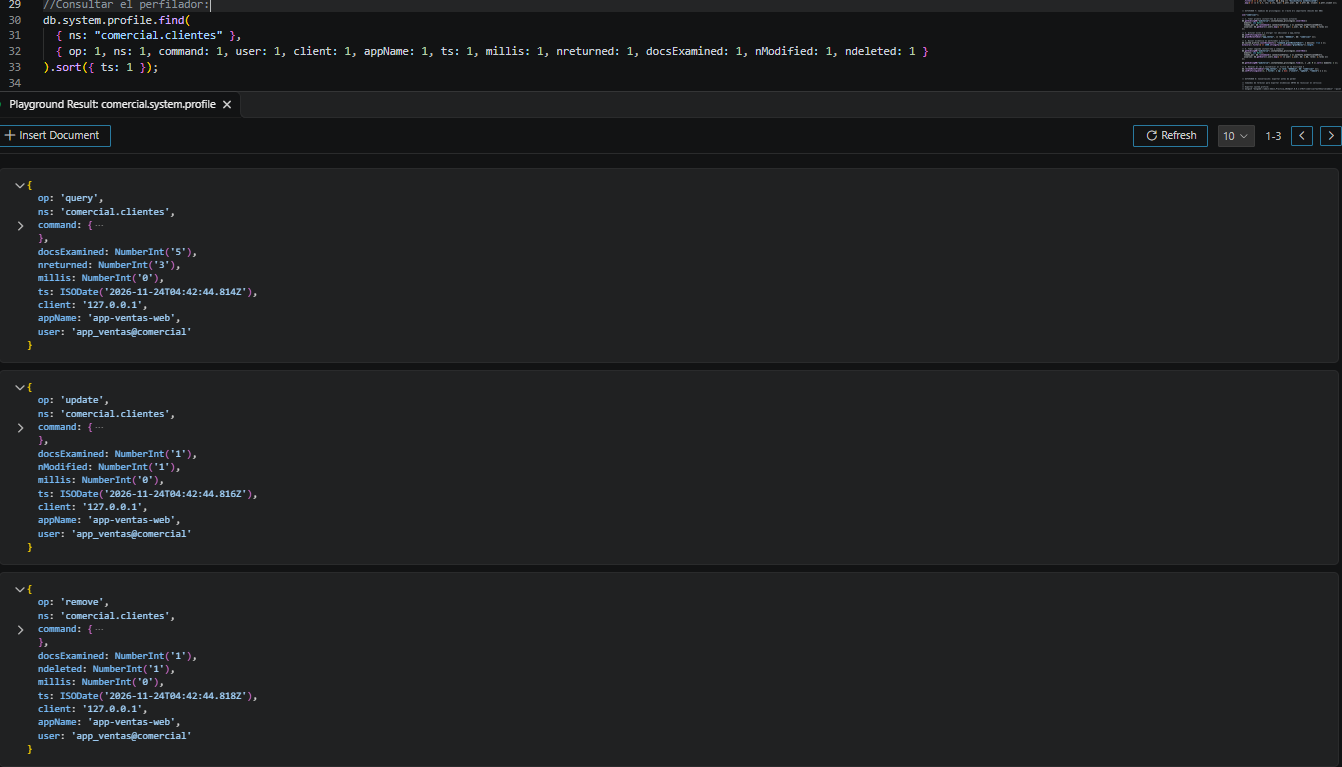 29 //Consultar el perfilador:
30 db.system.profile.find(
31 { ns: "comercial.clientes" },
32 { op: 1, ns: 1, command: 1, user: 1, client: 1, appName: 1, ts: 1, millis: 1, nreturned: 1, docsExamined: 1, nModified: 1, ndeleted: 1 }
33 ).sort({ ts: 1 });
34
Playground Result: comercial.system.profile
Insert Document
Refresh 10 1-3
{
op: 'query',
ns: 'comercial.clientes',
command: { ...
},
docsExamined: NumberInt('5'),
nreturned: NumberInt('3'),
millis: NumberInt('0'),
ts: ISODate('2026-11-24T04:42:44.814Z'),
client: '127.0.0.1',
appName: 'app-ventas-web',
user: 'app_ventas@comercial'
}
{
op: 'update',
ns: 'comercial.clientes',
command: { ...
},
docsExamined: NumberInt('1'),
nModified: NumberInt('1'),
millis: NumberInt('0'),
ts: ISODate('2026-11-24T04:42:44.816Z'),
client: '127.0.0.1',
appName: 'app-ventas-web',
user: 'app_ventas@comercial'
}
{
op: 'remove',
ns: 'comercial.clientes',
command: { ...
},
docsExamined: NumberInt('1'),
ndeleted: NumberInt('1'),
millis: NumberInt('0'),
ts: ISODate('2026-11-24T04:42:44.818Z'),
client: '127.0.0.1',
appName: 'app-ventas-web',
user: 'app_ventas@comercial'
}